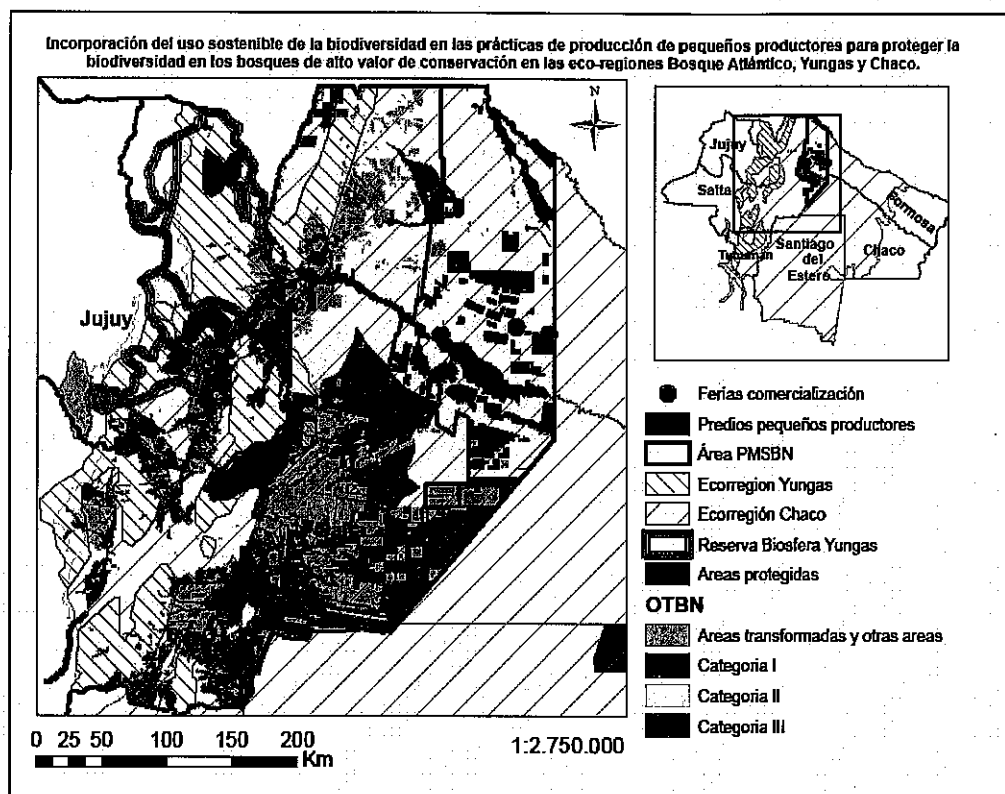 Incorporación del uso sostenible de la biodiversidad en las prácticas de producción de pequeños productores para proteger la
biodiversidad en los bosques de alto valor de conservación en las eco-regiones Bosque Atlántico, Yungas y Chaco.
N
Jujuy
Jujuy
Salta
Formosa
Tucumán
Santiago
del
Estero
Chaco
Ferias comercialización
Predios pequeños productores
Área PMSBN
Ecorregion Yungas
Ecorregión Chaco
Reserva Biosfera Yungas
Areas protegidas
OTBN
Areas transformadas y otras areas
Categoria I
Categoria II
Categoria III
0 25 50 100 150 200
Km
1:2.750.000